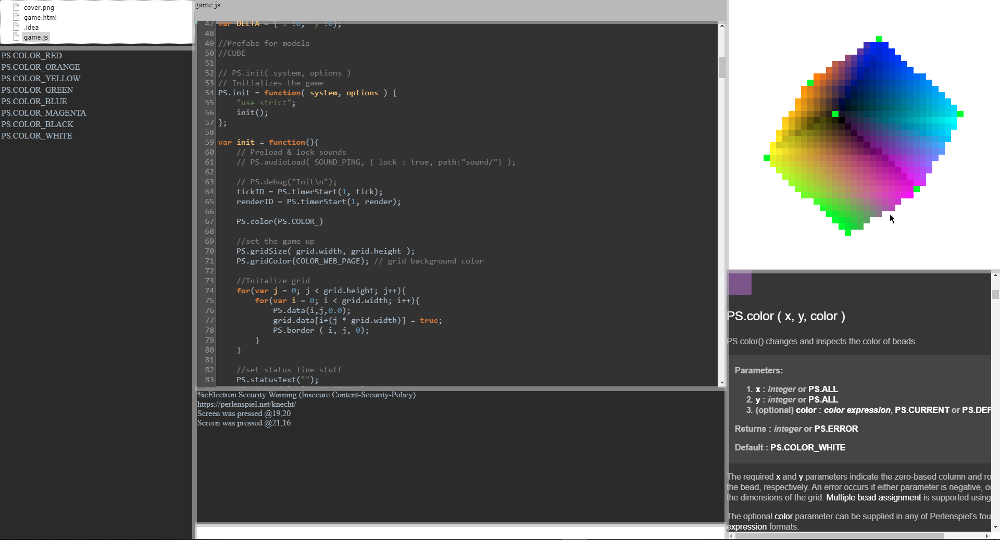 cover.png
game.html
.idea
game.js
PS.COLOR_RED
PS.COLOR_ORANGE
PS.COLOR_YELLOW
PS.COLOR_GREEN
PS.COLOR_BLUE
PS.COLOR_MAGENTA
PS.COLOR_BLACK
PS.COLOR_WHITE
game.js
47 var DELTA = {"x":0, "y":0};
48
49 //Prefabs for models
50 //CUBE
51
52 // PS.init( system, options )
53 // Initializes the game
54 PS.init = function( system, options ) {
55     "use strict";
56     init();
57 };
58
59 var init = function(){
60     // Preload & lock sounds
61     // PS.audioLoad( SOUND_PING, { lock : true, path:"sound/"} );
62
63     // PS.debug("Init\n");
64     tickID = PS.timerStart(1, tick);
65     renderID = PS.timerStart(1, render);
66
67     PS.color(PS.COLOR_)
68
69     //set the game up
70     PS.gridSize( grid.width, grid.height );
71     PS.gridColor(COLOR_WEB_PAGE); // grid background color
72
73     //Initalize grid
74     for(var j = 0; j < grid.height; j++){
75         for(var i = 0; i < grid.width; i++){
76             PS.data(i,j,0.0);
77             grid.data[i+(j * grid.width)] = true;
78             PS.border ( i, j, 0);
79         }
80     }
81
82     //set status line stuff
83     PS.statusText("");
%cElectron Security Warning (Insecure Content-Security-Policy)
https://perlenspiel.net/knecht/
Screen was pressed @19,20
Screen was pressed @21,16
PS.color ( x, y, color )
PS.color() changes and inspects the color of beads.
Parameters:
1. x : integer or PS.ALL
2. y : integer or PS.ALL
3. (optional) color : color expression, PS.CURRENT or PS.DEF
Returns : integer or PS.ERROR
Default : PS.COLOR_WHITE
The required x and y parameters indicate the zero-based column and ro
the bead, respectively. An error occurs if either parameter is negative, o
the dimensions of the grid. Multiple bead assignment is supported using
The optional color parameter can be supplied in any of Perlenspiel's fou
expression formats.